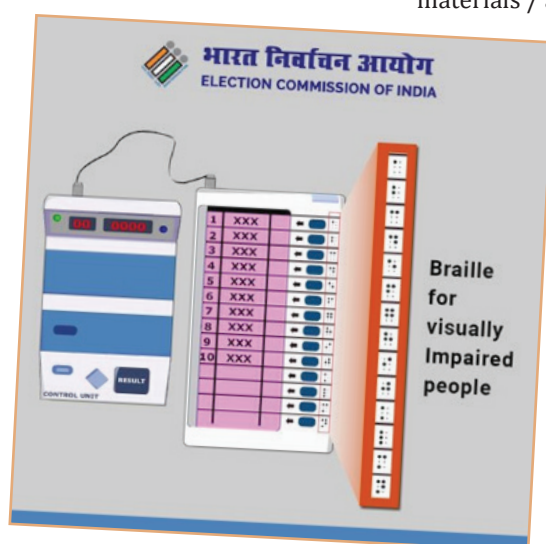 materials /
भारत निर्वाचन आयोग
ELECTION COMMISSION OF INDIA
00 0000
1 XXX
2 XXX
3 XXX
4 XXX
5 XXX
6 XXX
7 XXX
8 XXX
9 XXX
10 XXX
RESULT
CONTROL UNIT
Braille
for
visually
Impaired
people